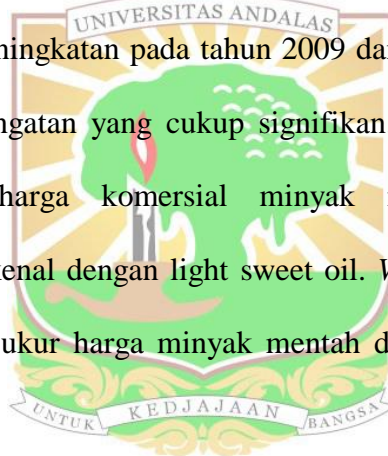 UNIVERSITAS ANDALAS
ningkatan pada tahun 2009 dan
ngatan yang cukup signifikan
harga komersial minyak
kenal dengan light sweet oil. W
ukur harga minyak mentah d
UNTUK KEDJAJAAN BANGSA